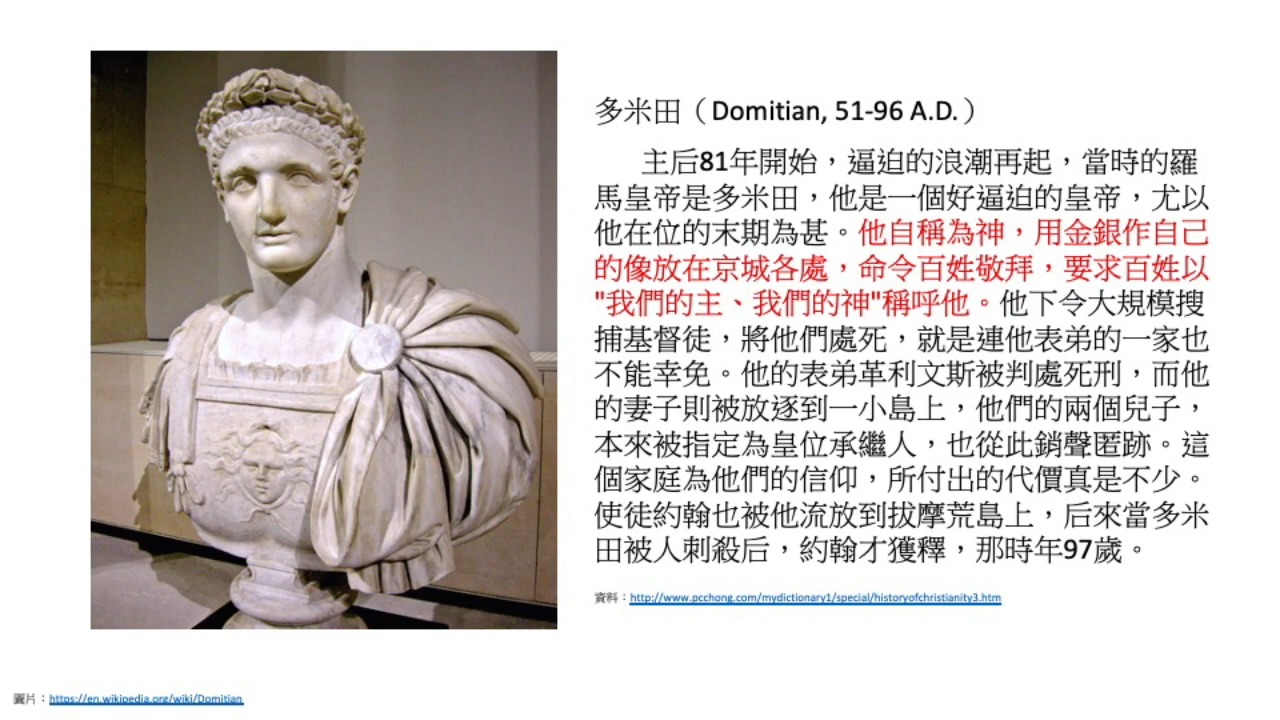 多米田（Domitian, 51-96 A.D.）
主后81年開始，逼迫的浪潮再起，當時的羅
馬皇帝是多米田，他是一個好逼迫的皇帝，尤以
他在位的末期為甚。他自稱為神，用金銀作自己
的像放在京城各處，命令百姓敬拜，要求百姓以
"我們的主、我們的神"稱呼他。他下令大規模搜
捕基督徒，將他們處死，就是連他表弟的一家也
不能幸免。他的表弟革利文斯被判處死刑，而他
的妻子則被放逐到一小島上，他們的兩個兒子，
本來被指定為皇位承繼人，也從此銷聲匿跡。這
個家庭為他們的信仰，所付出的代價真是不少。
使徒約翰也被他流放到拔摩荒島上，后來當多米
田被人刺殺后，約翰才獲釋，那時年97歲。
資料：http://www.pcchong.com/mydictionary1/special/historyofchristianity3.htm
圖片：https://en.wikipedia.org/wiki/Domitian